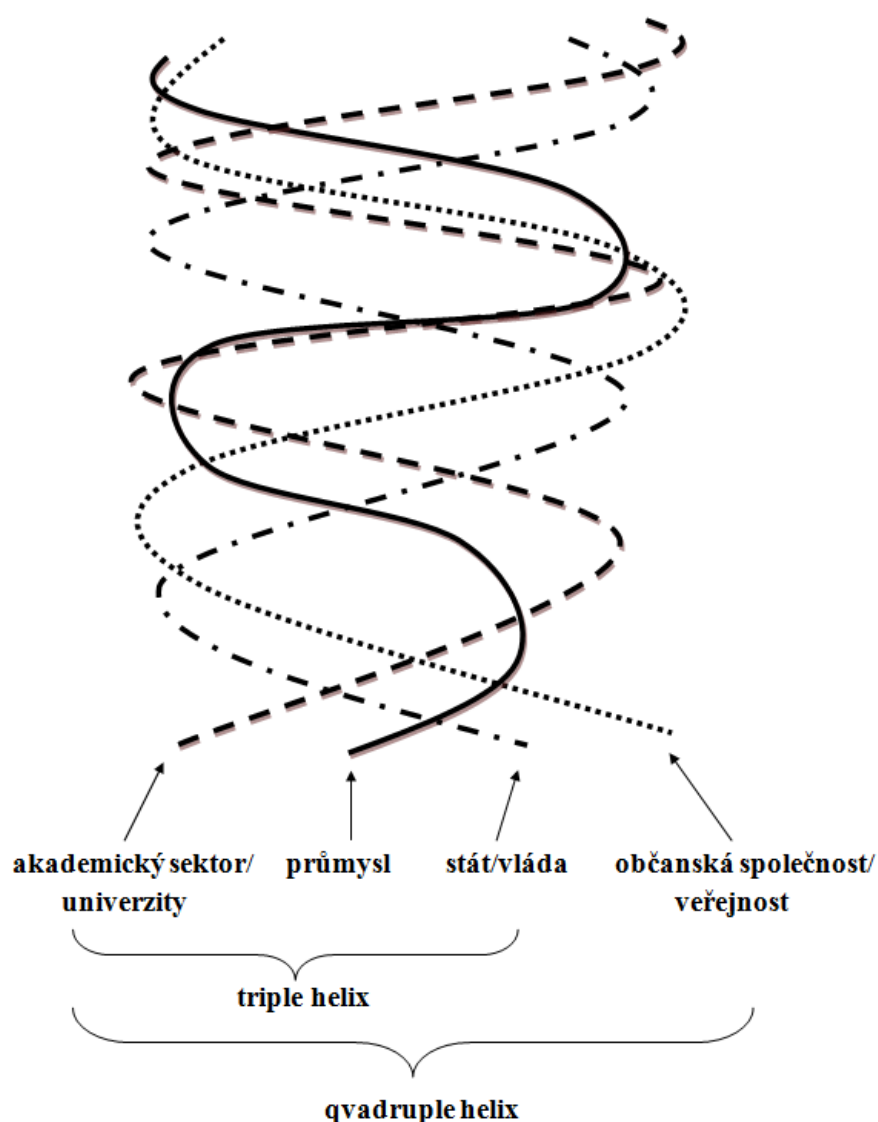 akademický sektor/ průmysl stát/vláda občanská společnost/
univerzity veřejnost
triple helix
qvadruple helix